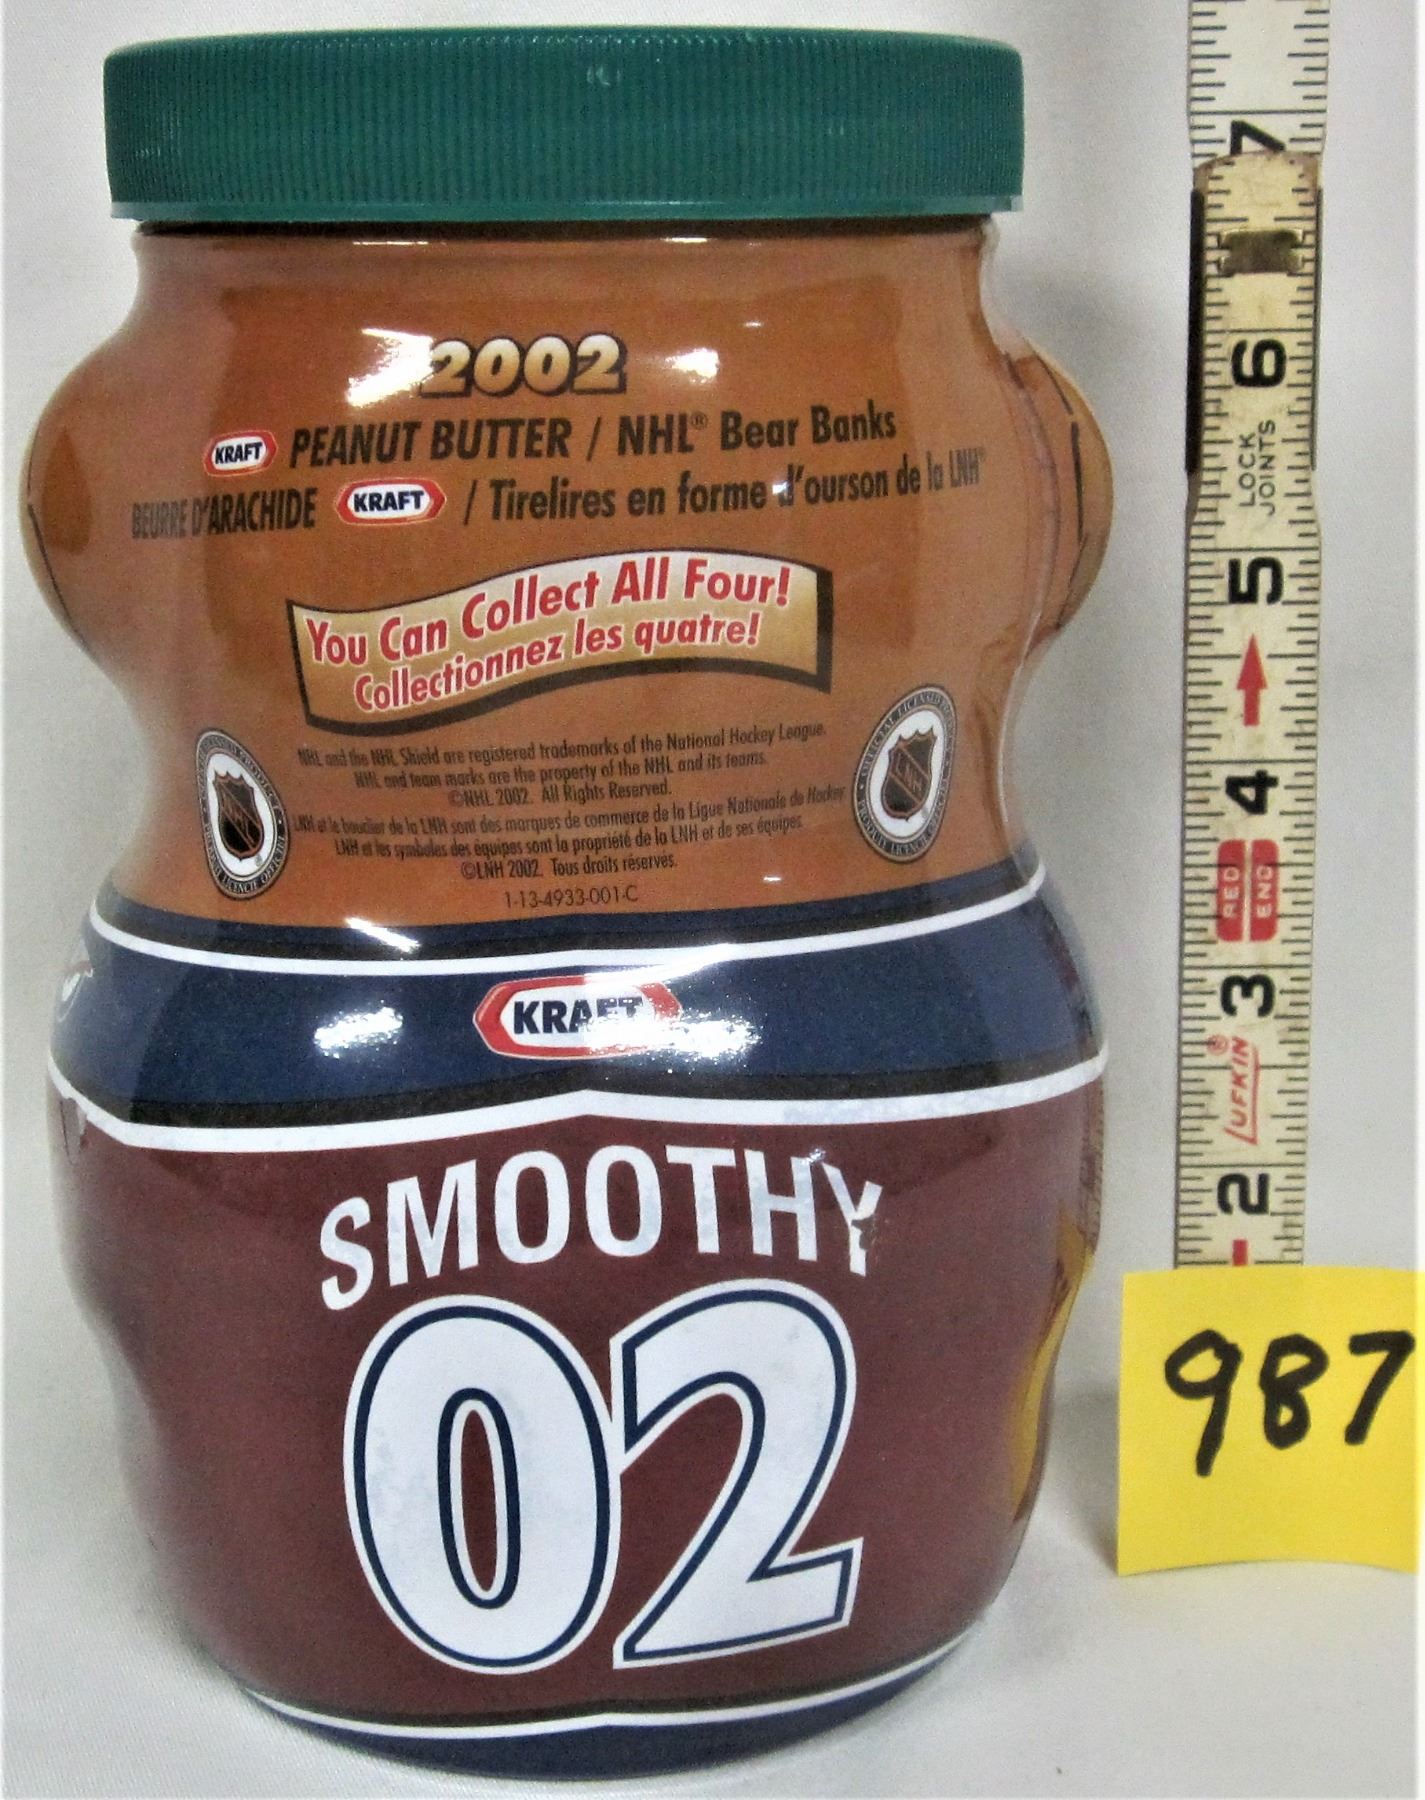 2002
KRAFT PEANUT BUTTER / NHL® Bear Banks
BEURRE D'ARACHIDE KRAFT / Tirelires en forme d'ourson de la LNH®
You Can Collect All Four!
Collectionnez les quatre!
NHL and the NHL Shield are registered trademarks of the National Hockey League.
NHL and team marks are the property of the NHL and its teams.
©NHL 2002. All Rights Reserved.
LNH et le bouclier de la LNH sont des marques de commerce de la Ligue Nationale de Hockey
LNH et les symboles des équipes sont la propriété de la LNH et de ses équipes
©LNH 2002. Tous droits réservés.
1-13-4933-001-C
KRAFT
SMOOTHY
02
7
6
LOCK
JOINTS
5
4
RED
END
3
LUFKIN®
2
987